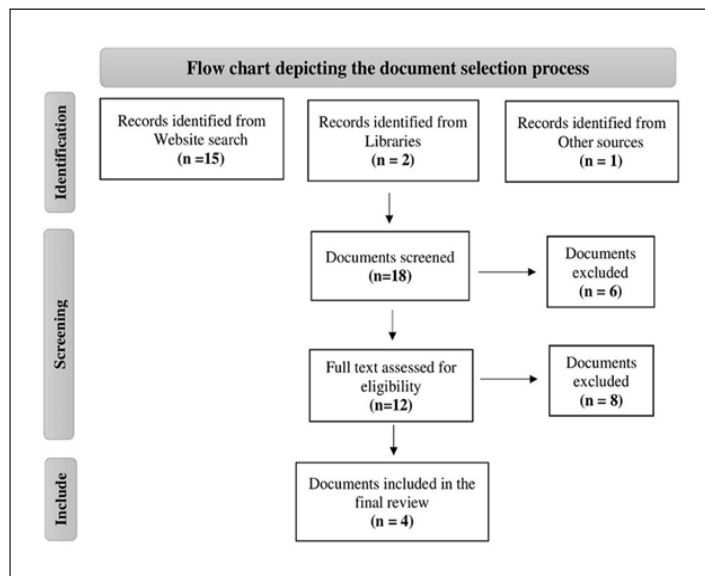 Flow chart depicting the document selection process
Identification
Records identified from
Website search
(n =15)
Records identified from
Libraries
(n = 2)
Records identified from
Other sources
(n = 1)
Screening
Documents screened
(n=18)
Documents
excluded
(n = 6)
Full text assessed for
eligibility
(n=12)
Documents
excluded
(n = 8)
Include
Documents included in the
final review
(n = 4)